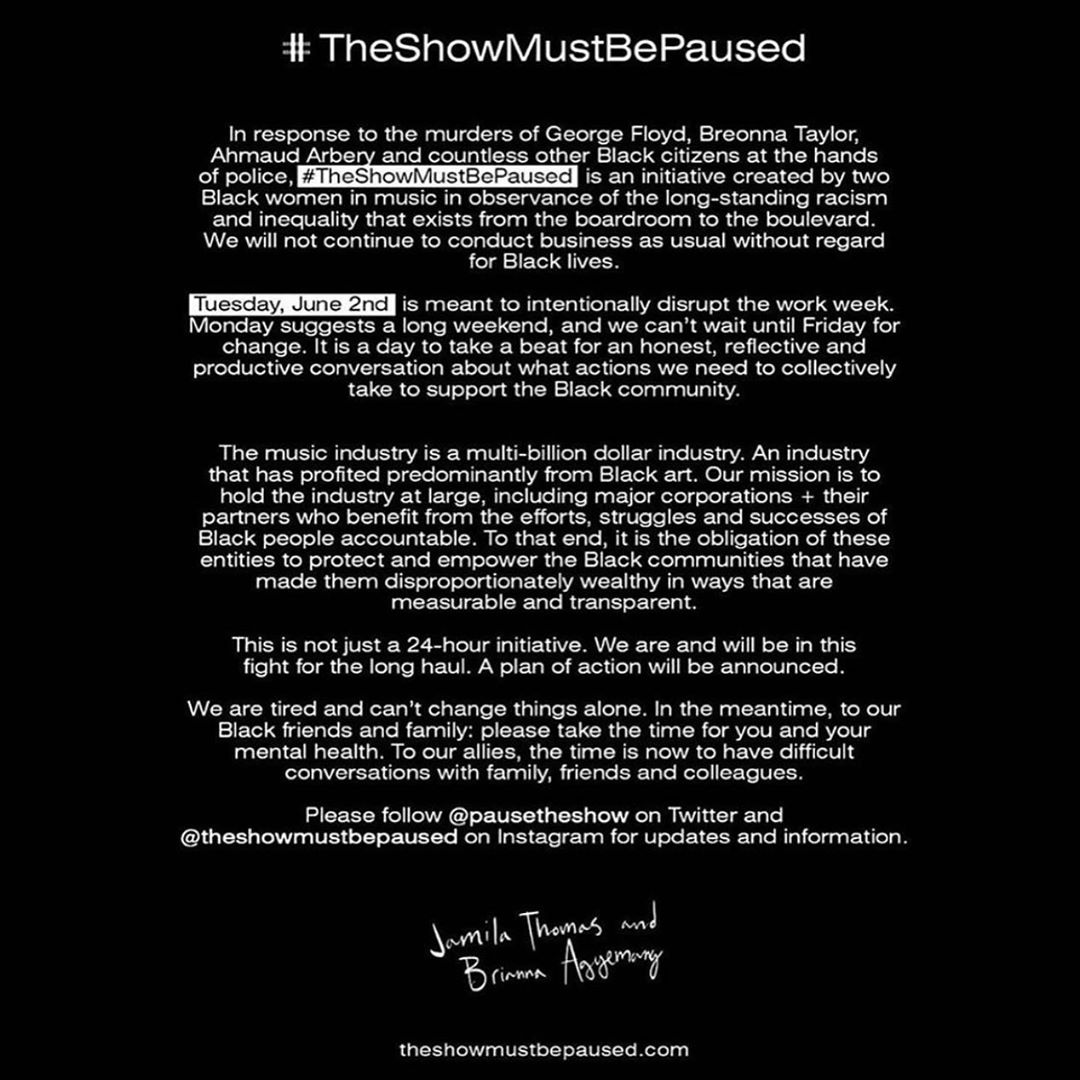 # TheShowMustBePaused
In response to the murders of George Floyd, Breonna Taylor,
Ahmaud Arbery and countless other Black citizens at the hands
of police, #TheShowMustBePaused is an initiative created by two
Black women in music in observance of the long-standing racism
and inequality that exists from the boardroom to the boulevard.
We will not continue to conduct business as usual without regard
for Black lives.
Tuesday, June 2nd is meant to intentionally disrupt the work week.
Monday suggests a long weekend, and we can’t wait until Friday for
change. It is a day to take a beat for an honest, reflective and
productive conversation about what actions we need to collectively
take to support the Black community.
The music industry is a multi-billion dollar industry. An industry
that has profited predominantly from Black art. Our mission is to
hold the industry at large, including major corporations + their
partners who benefit from the efforts, struggles and successes of
Black people accountable. To that end, it is the obligation of these
entities to protect and empower the Black communities that have
made them disproportionately wealthy in ways that are
measurable and transparent.
This is not just a 24-hour initiative. We are and will be in this
fight for the long haul. A plan of action will be announced.
We are tired and can’t change things alone. In the meantime, to our
Black friends and family: please take the time for you and your
mental health. To our allies, the time is now to have difficult
conversations with family, friends and colleagues.
Please follow @pausetheshow on Twitter and
@theshowmustbepaused on Instagram for updates and information.
Jamila Thomas and
Brianna Agyemang
theshowmustbepaused.com